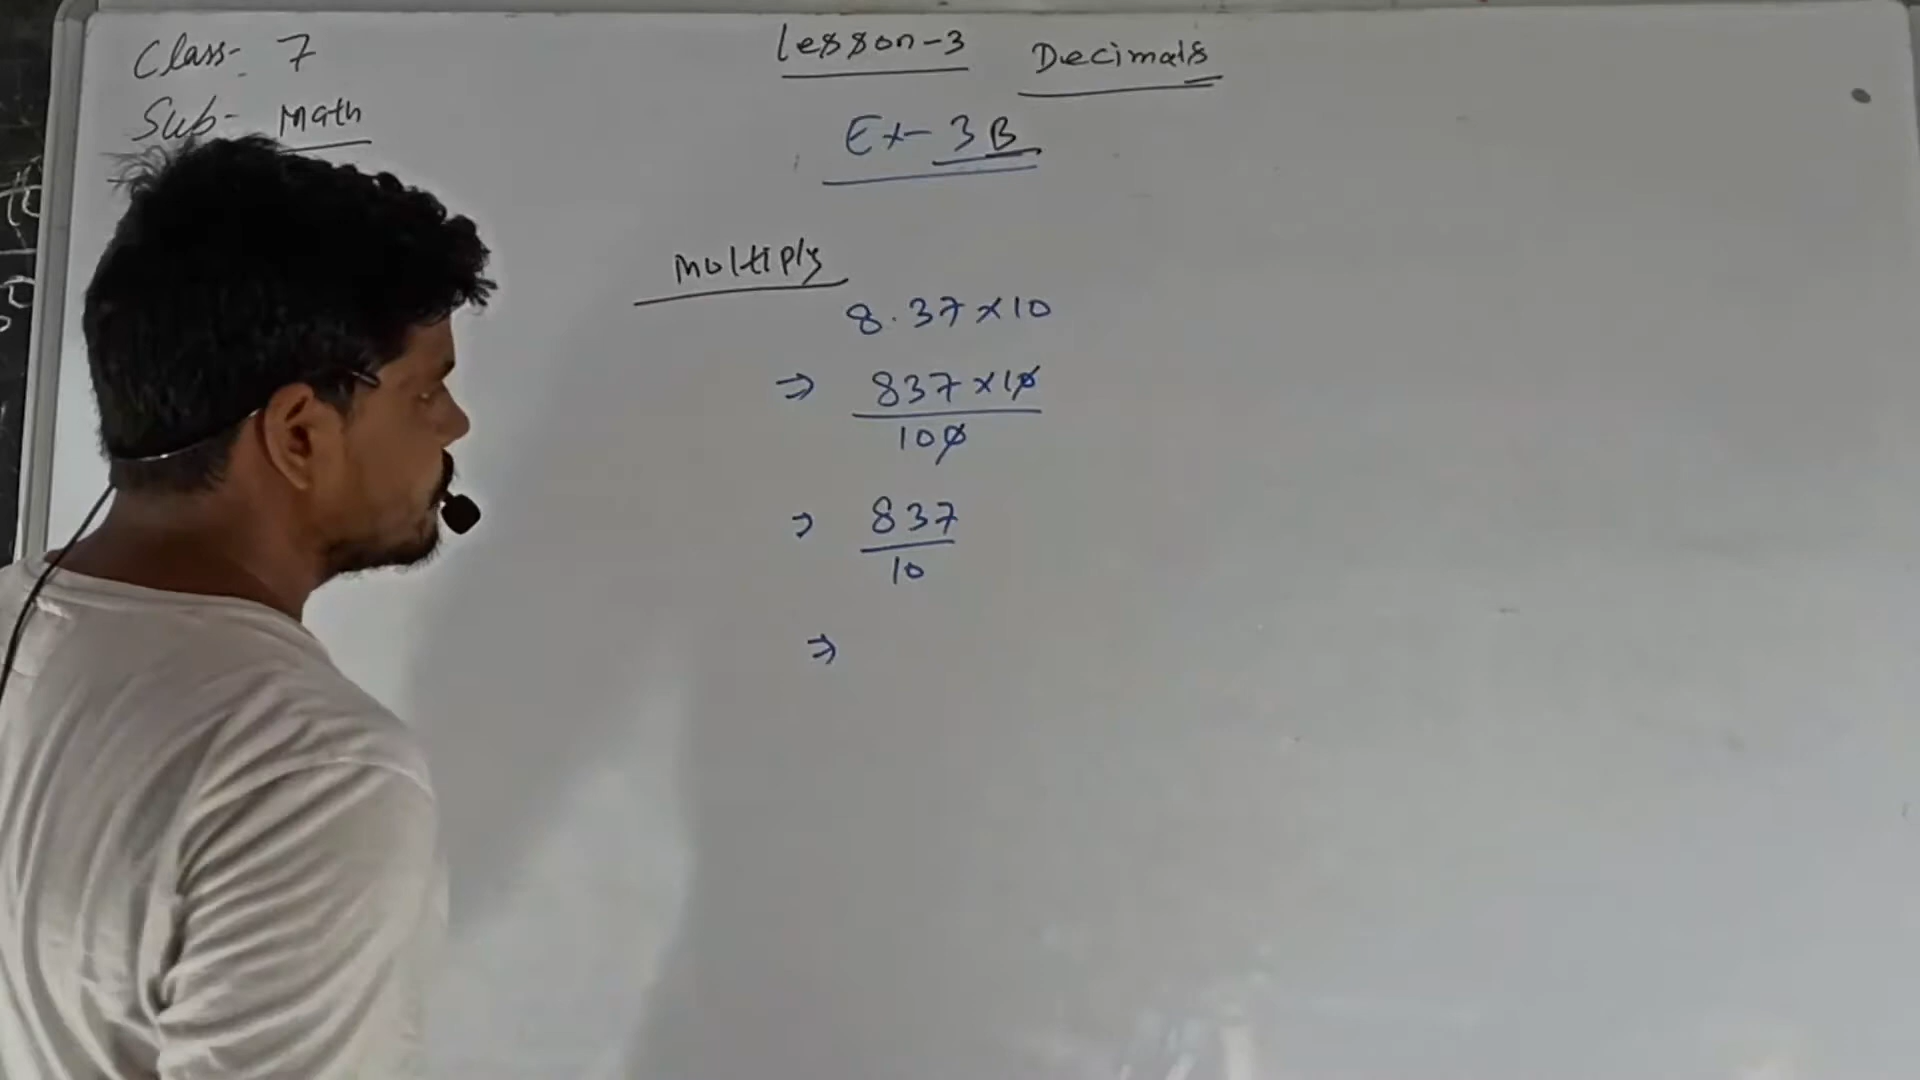 Class- 7
Sub- Math
Lesson-3 Decimals
Ex- 3B
Multiply
8.37×10
⇒ 837×10
100
⇒ 837
10
⇒